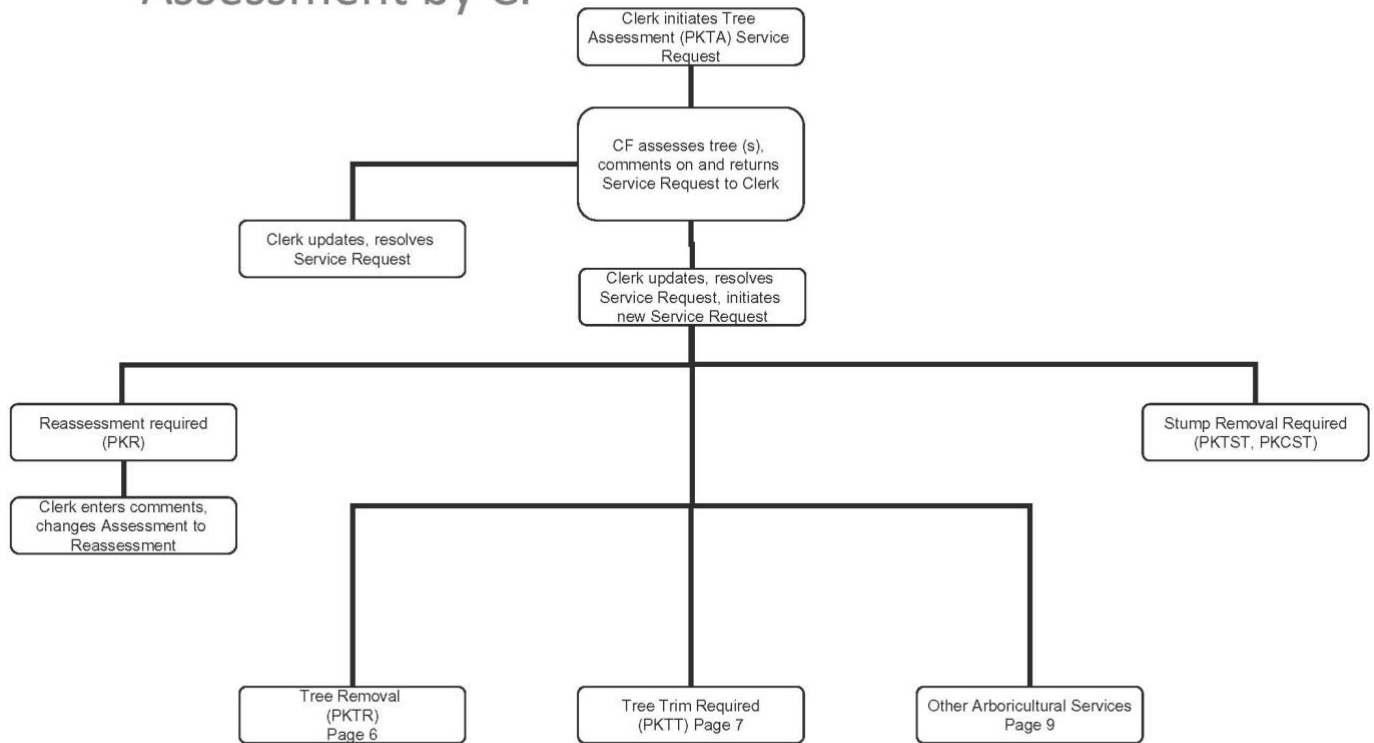 Assessment by CF
Clerk initiates Tree
Assessment (PKTA) Service
Request
CF assesses tree (s),
comments on and returns
Service Request to Clerk
Clerk updates, resolves
Service Request
Clerk updates, resolves
Service Request, initiates
new Service Request
Reassessment required
(PKR)
Stump Removal Required
(PKTST, PKCST)
Clerk enters comments,
changes Assessment to
Reassessment
Tree Removal
(PKTR)
Page 6
Tree Trim Required
(PKTT) Page 7
Other Arboricultural Services
Page 9